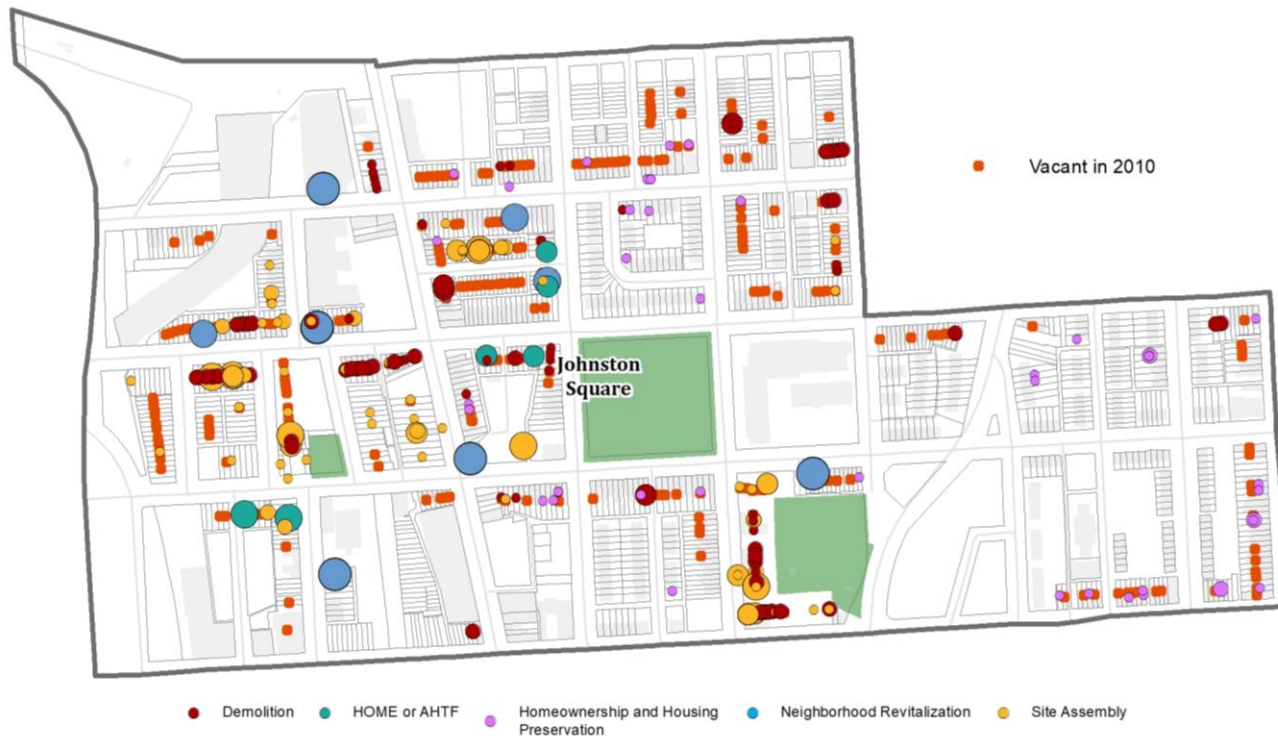 Vacant in 2010
Johnston
Square
Demolition
HOME or AHTF
Homeownership and Housing
Preservation
Neighborhood Revitalization
Site Assembly